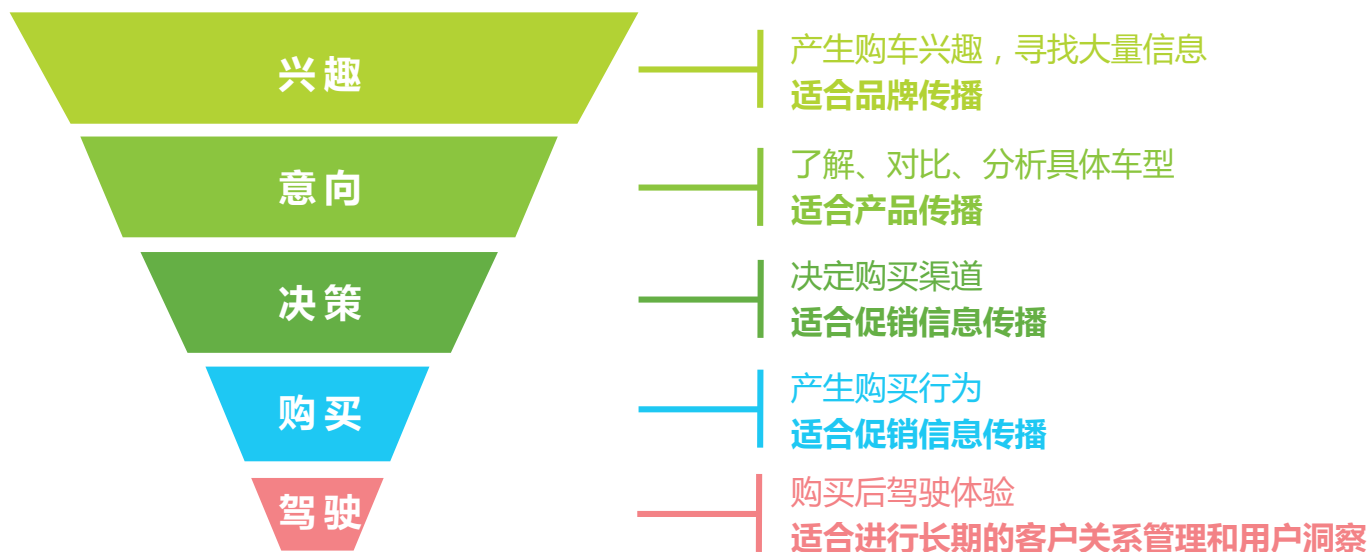 兴趣
产生购车兴趣，寻找大量信息
适合品牌传播
意向
了解、对比、分析具体车型
适合产品传播
决策
决定购买渠道
适合促销信息传播
购买
产生购买行为
适合促销信息传播
驾驶
购买后驾驶体验
适合进行长期的客户关系管理和用户洞察